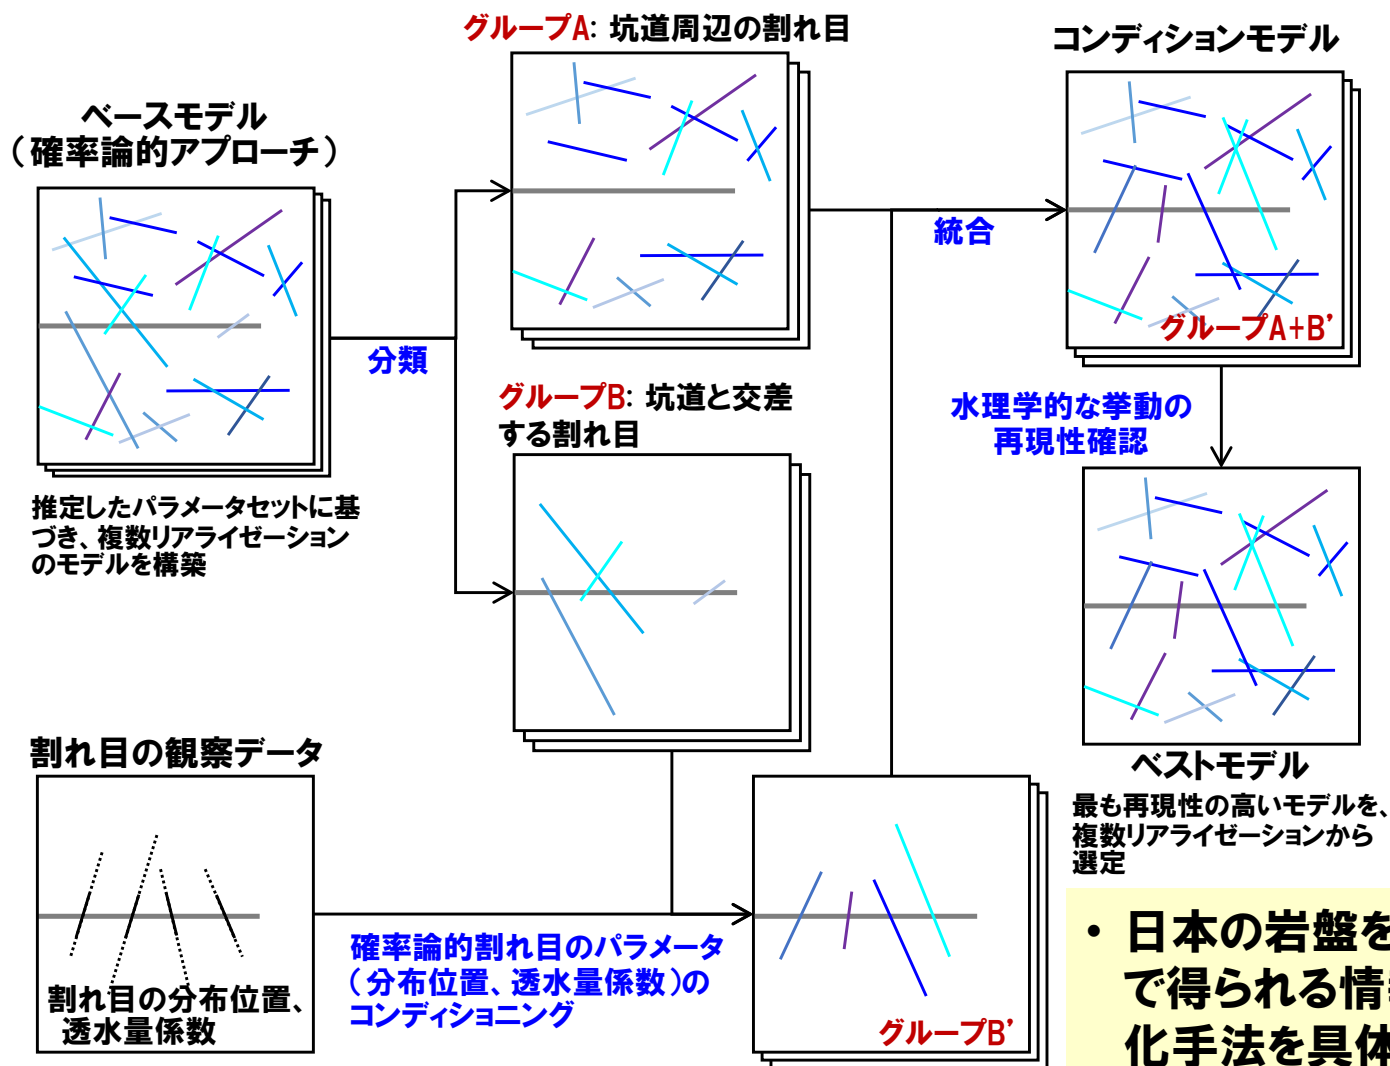 グループA: 坑道周辺の割れ目
コンディションモデル
ベースモデル
（確率論的アプローチ）
統合
グループA+B’
分類
グループB: 坑道と交差
する割れ目
水理学的な挙動の
再現性確認
推定したパラメータセットに基
づき、複数リアライゼーション
のモデルを構築
割れ目の観察データ
ベストモデル
最も再現性の高いモデルを、
複数リアライゼーションから
選定
確率論的割れ目のパラメータ
（分布位置、透水量係数）の
コンディショニング
割れ目の分布位置、
透水量係数
グループB’
・日本の岩盤を
で得られる情
化手法を具体